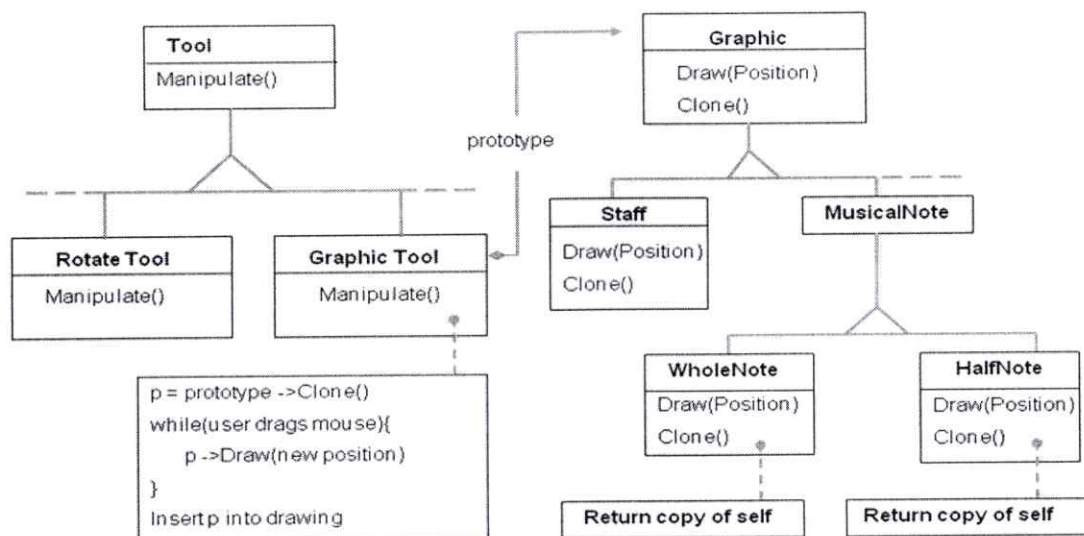 Tool
Manipulate()
Rotate Tool
Manipulate()
Graphic Tool
Manipulate()
p = prototype ->Clone()
while(user drags mouse){
p ->Draw(new position)
}
Insert p into drawing
prototype
Graphic
Draw(Position)
Clone()
Staff
Draw(Position)
Clone()
MusicalNote
WholeNote
Draw(Position)
Clone()
Return copy of self
HalfNote
Draw(Position)
Clone()
Return copy of self